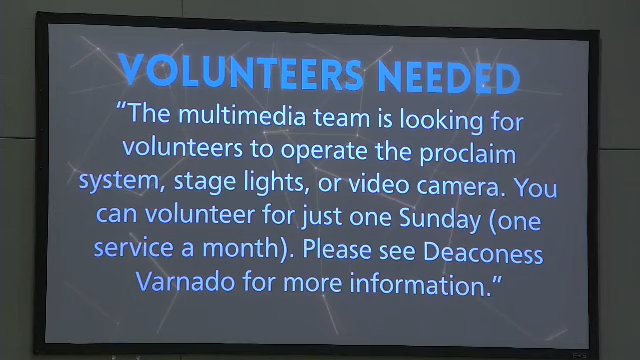 VOLUNTEERS NEEDED
“The multimedia team is looking for
volunteers to operate the proclaim
system, stage lights, or video camera. You
can volunteer for just one Sunday (one
service a month). Please see Deaconess
Varnado for more information.”